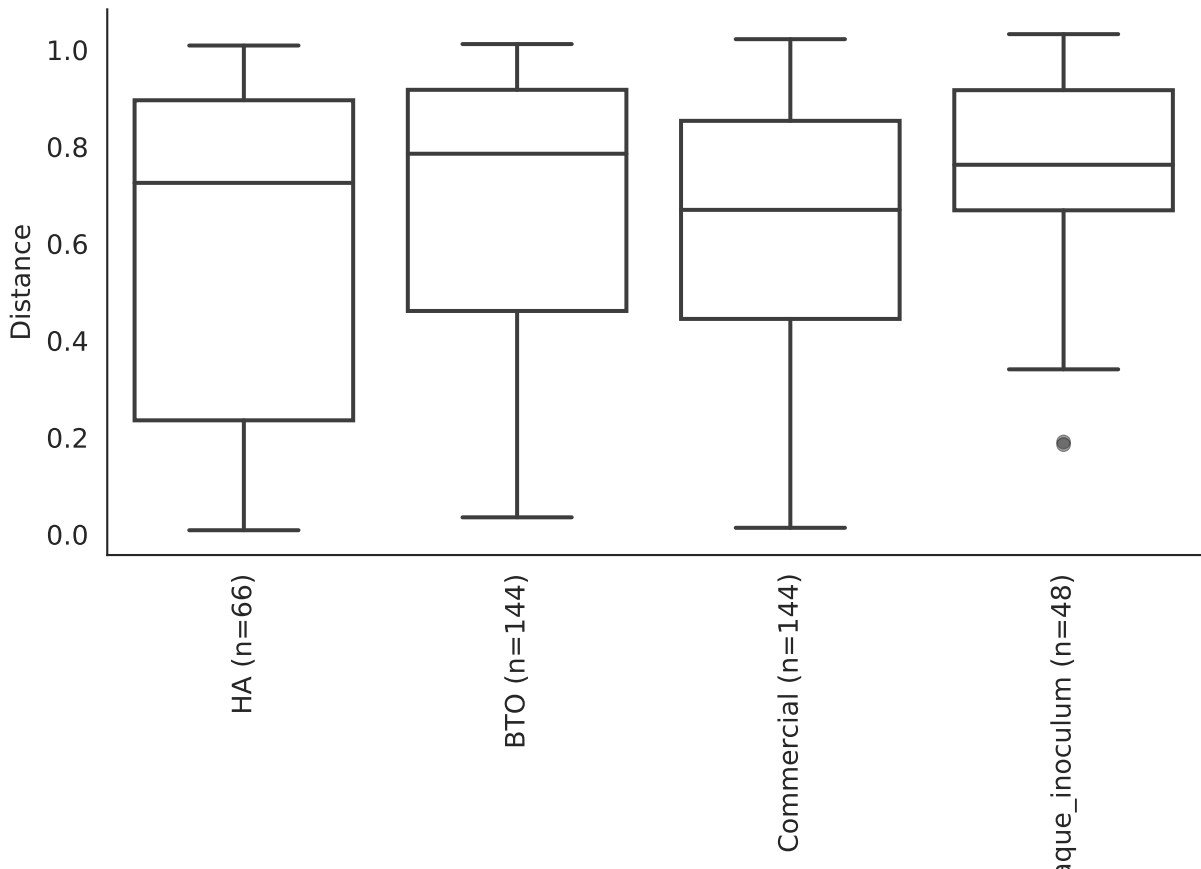 Distance
1.0
0.8
0.6
0.4
0.2
0.0
HA (n=66)
BTO (n=144)
Commercial (n=144)
aque_inoculum (n=48)